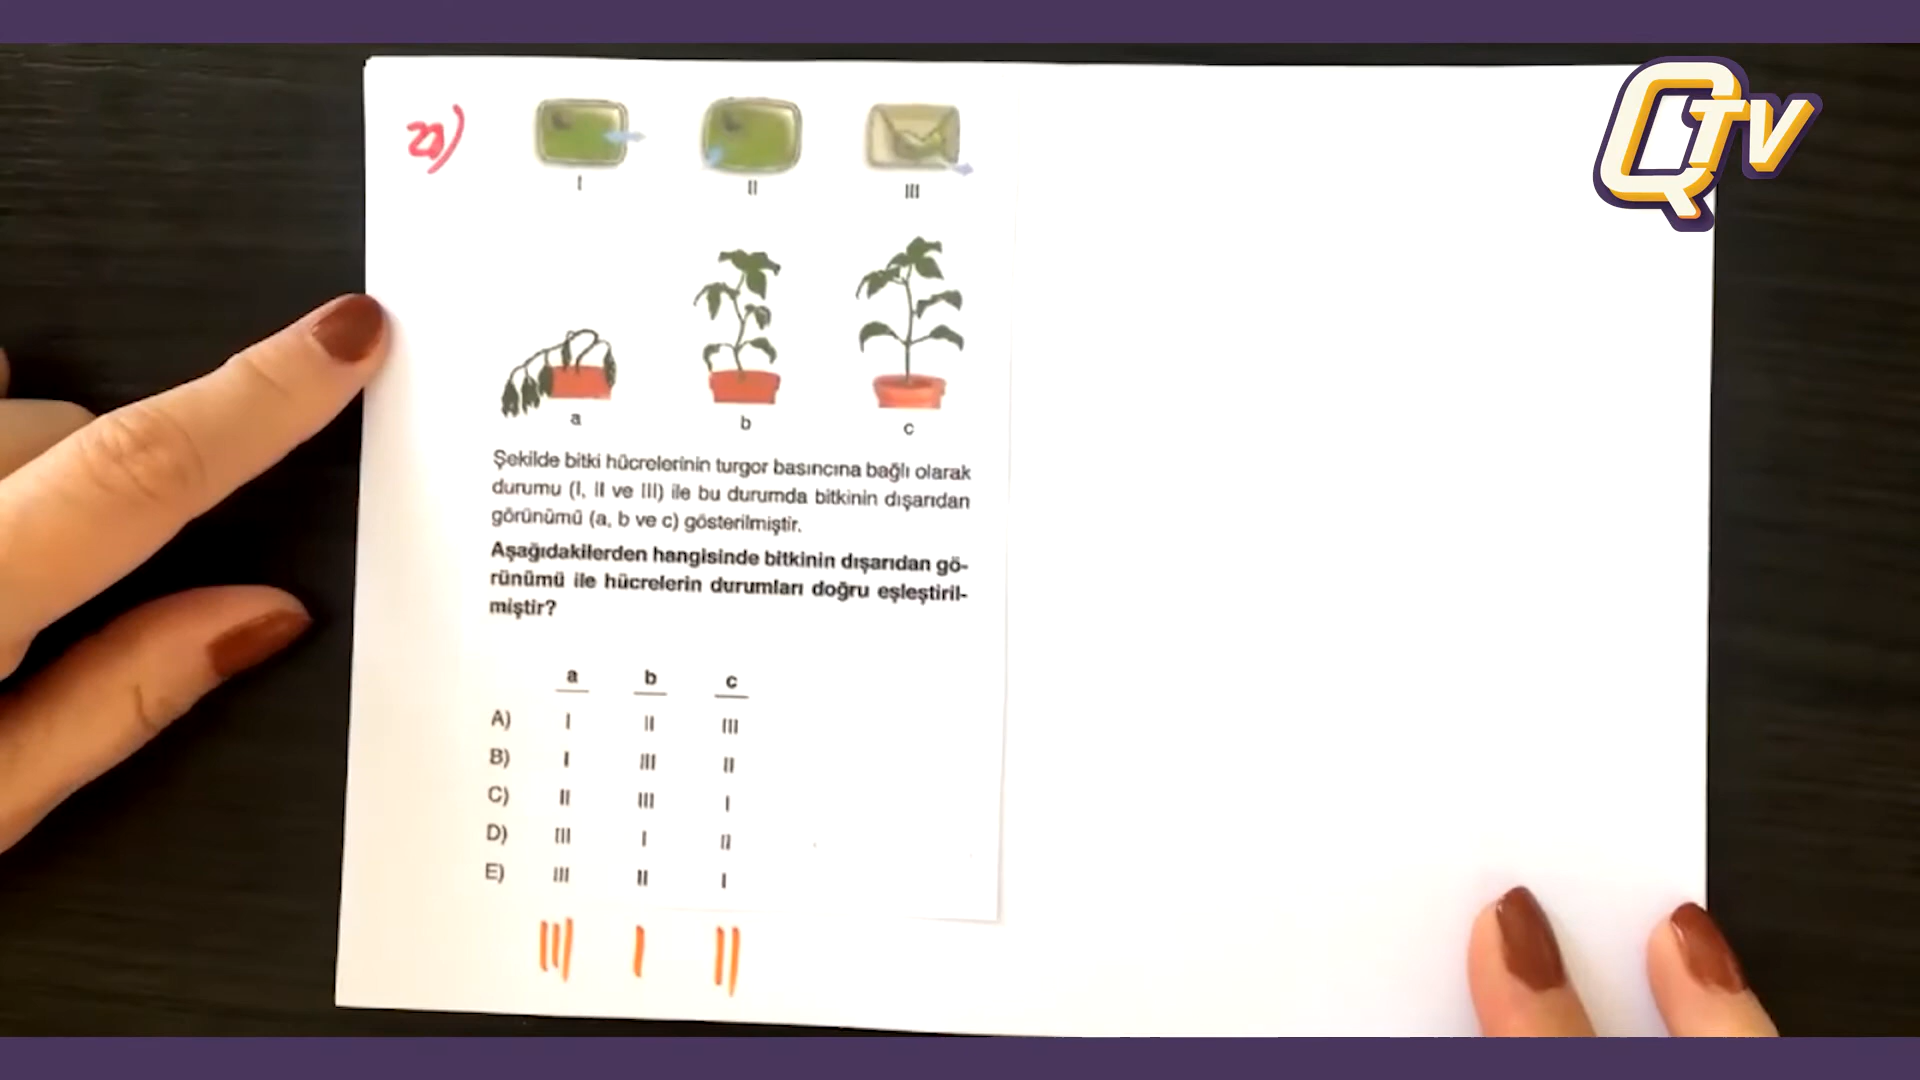 23)
QTV
I II III
a b c
Şekilde bitki hücrelerinin turgor basıncına bağlı olarak
durumu (I, II ve III) ile bu durumda bitkinin dışarıdan
görünümü (a, b ve c) gösterilmiştir.
Aşağıdakilerden hangisinde bitkinin dışarıdan gö-
rünümü ile hücrelerin durumları doğru eşleştiril-
miştir?
a b c
A) I II III
B) I III II
C) II III I
D) III I II
E) III II I
III I II